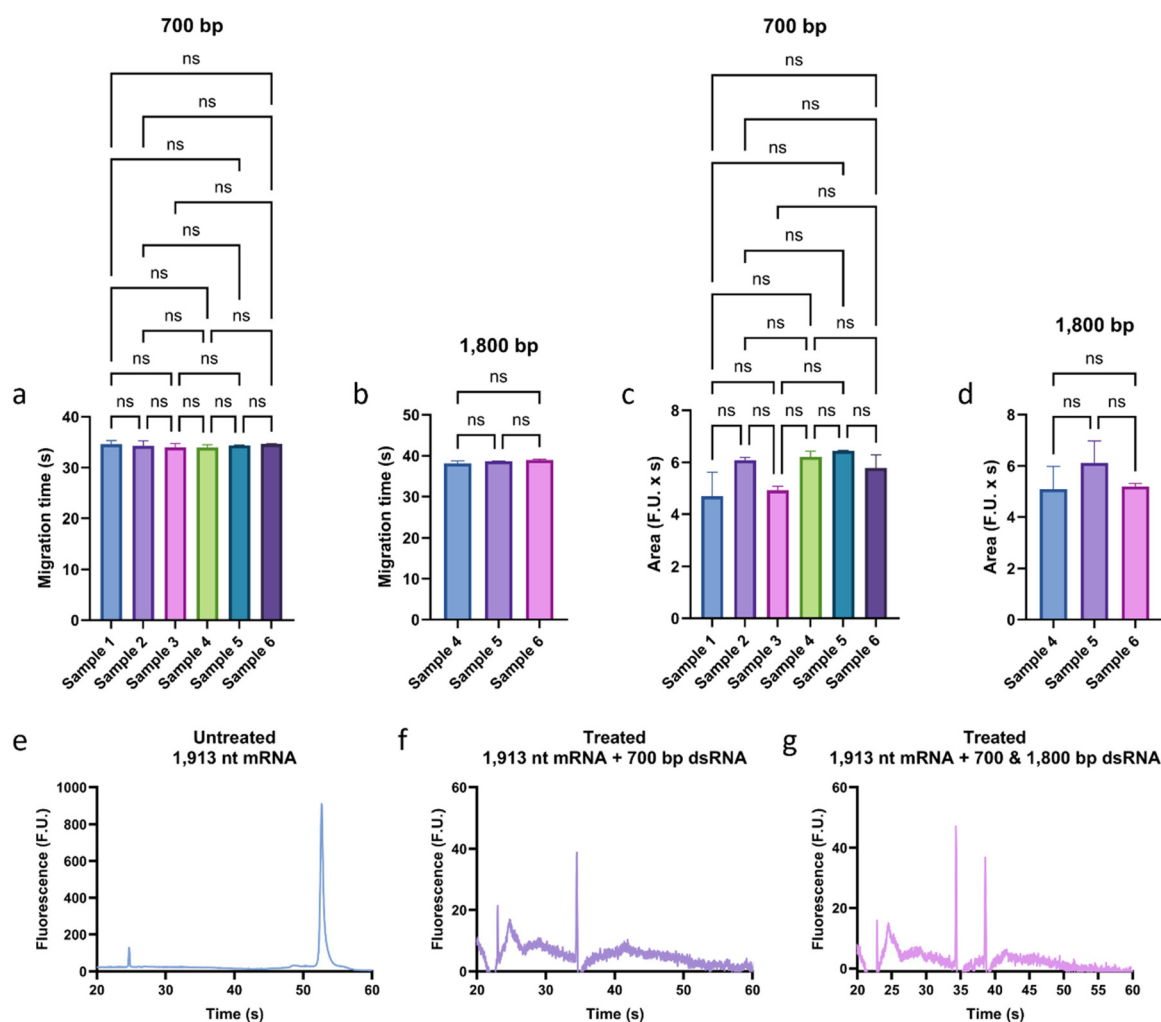 700 bp
ns
ns
ns
ns
ns
ns
ns ns
ns ns
ns ns ns ns ns
a
Migration time (s)
40
30
20
10
0
Sample 1
Sample 2
Sample 3
Sample 4
Sample 5
Sample 6
1,800 bp
ns
ns ns
b
Migration time (s)
50
40
30
20
10
0
Sample 4
Sample 5
Sample 6
700 bp
ns
ns
ns
ns
ns
ns
ns ns
ns ns
ns ns ns ns ns
c
Area (F.U. x s)
8
6
4
2
0
Sample 1
Sample 2
Sample 3
Sample 4
Sample 5
Sample 6
1,800 bp
ns
ns ns
d
Area (F.U. x s)
8
6
4
2
0
Sample 4
Sample 5
Sample 6
e
Untreated
1,913 nt mRNA
Fluorescence (F.U.)
1000
800
600
400
200
0
20 30 40 50 60
Time (s)
f
Treated
1,913 nt mRNA + 700 bp dsRNA
Fluorescence (F.U.)
60
40
20
0
20 30 40 50 60
Time (s)
g
Treated
1,913 nt mRNA + 700 & 1,800 bp dsRNA
Fluorescence (F.U.)
60
40
20
0
20 25 30 35 40 45 50 55 60
Time (s)